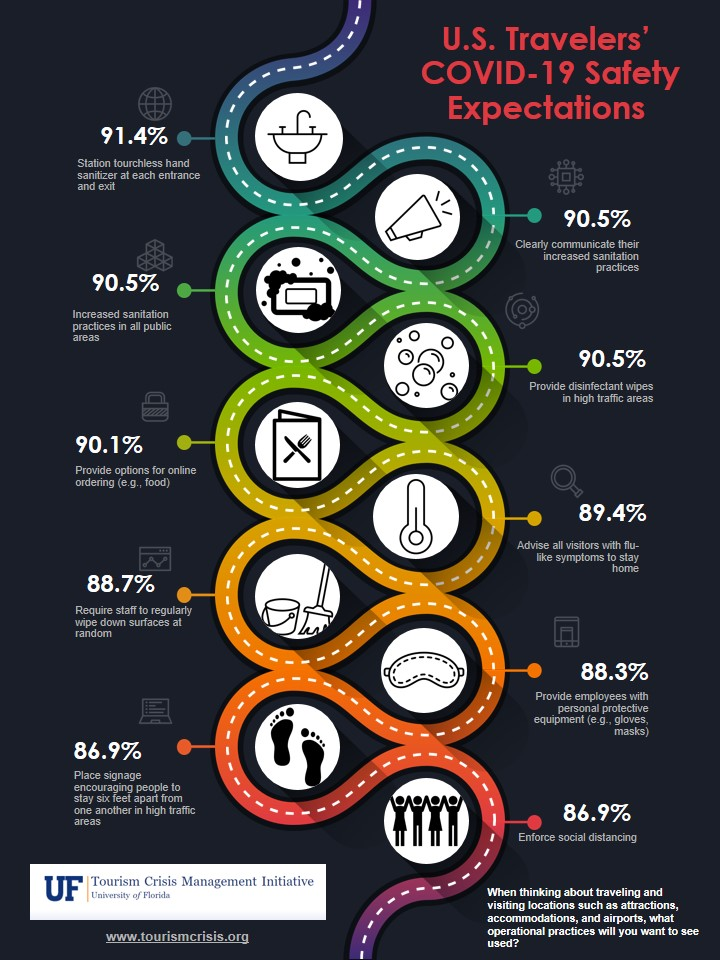 U.S. Travelers’
COVID-19 Safety
Expectations
91.4%
Station tourchless hand
sanitizer at each entrance
and exit
90.5%
Clearly communicate their
increased sanitation
practices
90.5%
Increased sanitation
practices in all public
areas
90.5%
Provide disinfectant wipes
in high traffic areas
90.1%
Provide options for online
ordering (e.g., food)
89.4%
Advise all visitors with flu-
like symptoms to stay
home
88.7%
Require staff to regularly
wipe down surfaces at
random
88.3%
Provide employees with
personal protective
equipment (e.g., gloves,
masks)
86.9%
Place signage
encouraging people to
stay six feet apart from
one another in high traffic
areas
86.9%
Enforce social distancing
UF Tourism Crisis Management Initiative
University of Florida
www.tourismcrisis.org
When thinking about traveling and
visiting locations such as attractions,
accommodations, and airports, what
operational practices will you want to see
used?